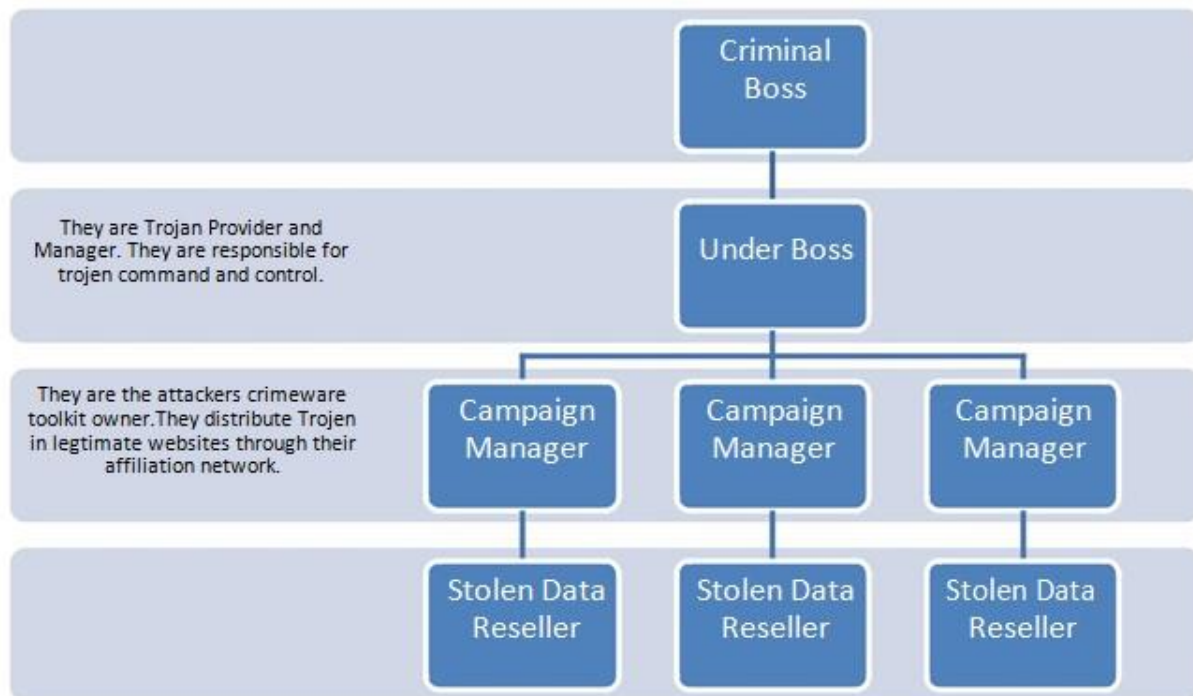 Criminal
Boss
They are Trojan Provider and
Manager. They are responsible for
trojen command and control.
Under Boss
They are the attackers crimeware
toolkit owner.They distribute Trojen
in legtimate websites through their
affiliation network.
Campaign
Manager
Campaign
Manager
Campaign
Manager
Stolen Data
Reseller
Stolen Data
Reseller
Stolen Data
Reseller